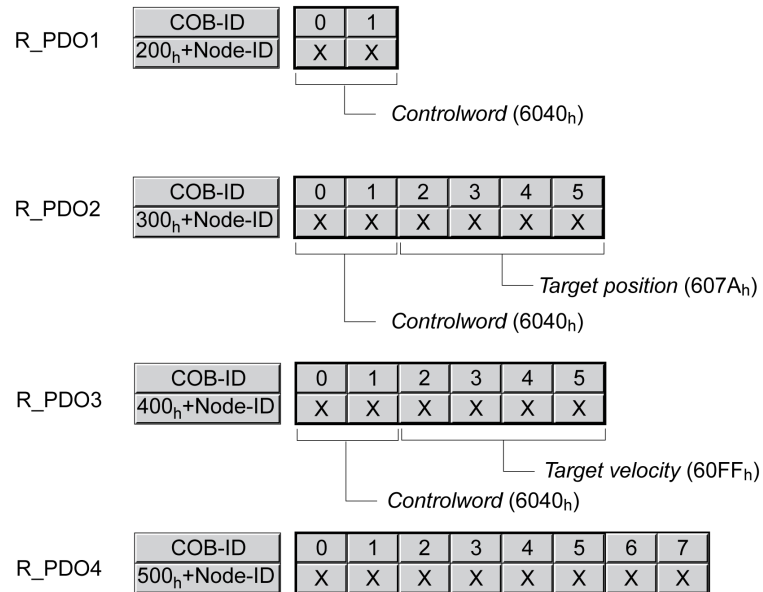 R_PDO1
COB-ID 0 1
200h+Node-ID X X
Controlword (6040h)
R_PDO2
COB-ID 0 1 2 3 4 5
300h+Node-ID X X X X X X
Target position (607Ah)
Controlword (6040h)
R_PDO3
COB-ID 0 1 2 3 4 5
400h+Node-ID X X X X X X
Target velocity (60FFh)
Controlword (6040h)
R_PDO4
COB-ID 0 1 2 3 4 5 6 7
500h+Node-ID X X X X X X X X